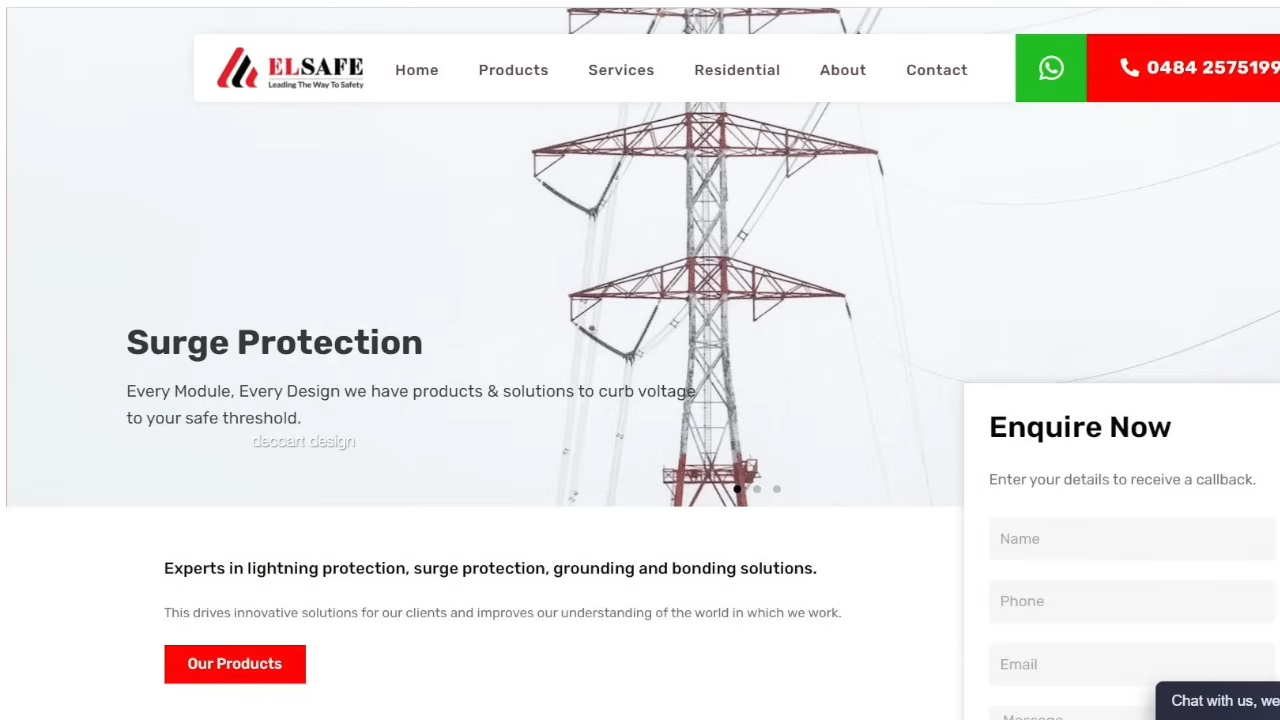 ELSAFE
Leading The Way To Safety
Home
Products
Services
Residential
About
Contact
0484 2575199
Surge Protection
Every Module, Every Design we have products & solutions to curb voltage
to your safe threshold.
decoart design
Experts in lightning protection, surge protection, grounding and bonding solutions.
This drives innovative solutions for our clients and improves our understanding of the world in which we work.
Our Products
Enquire Now
Enter your details to receive a callback.
Name
Phone
Email
Message
Chat with us, we